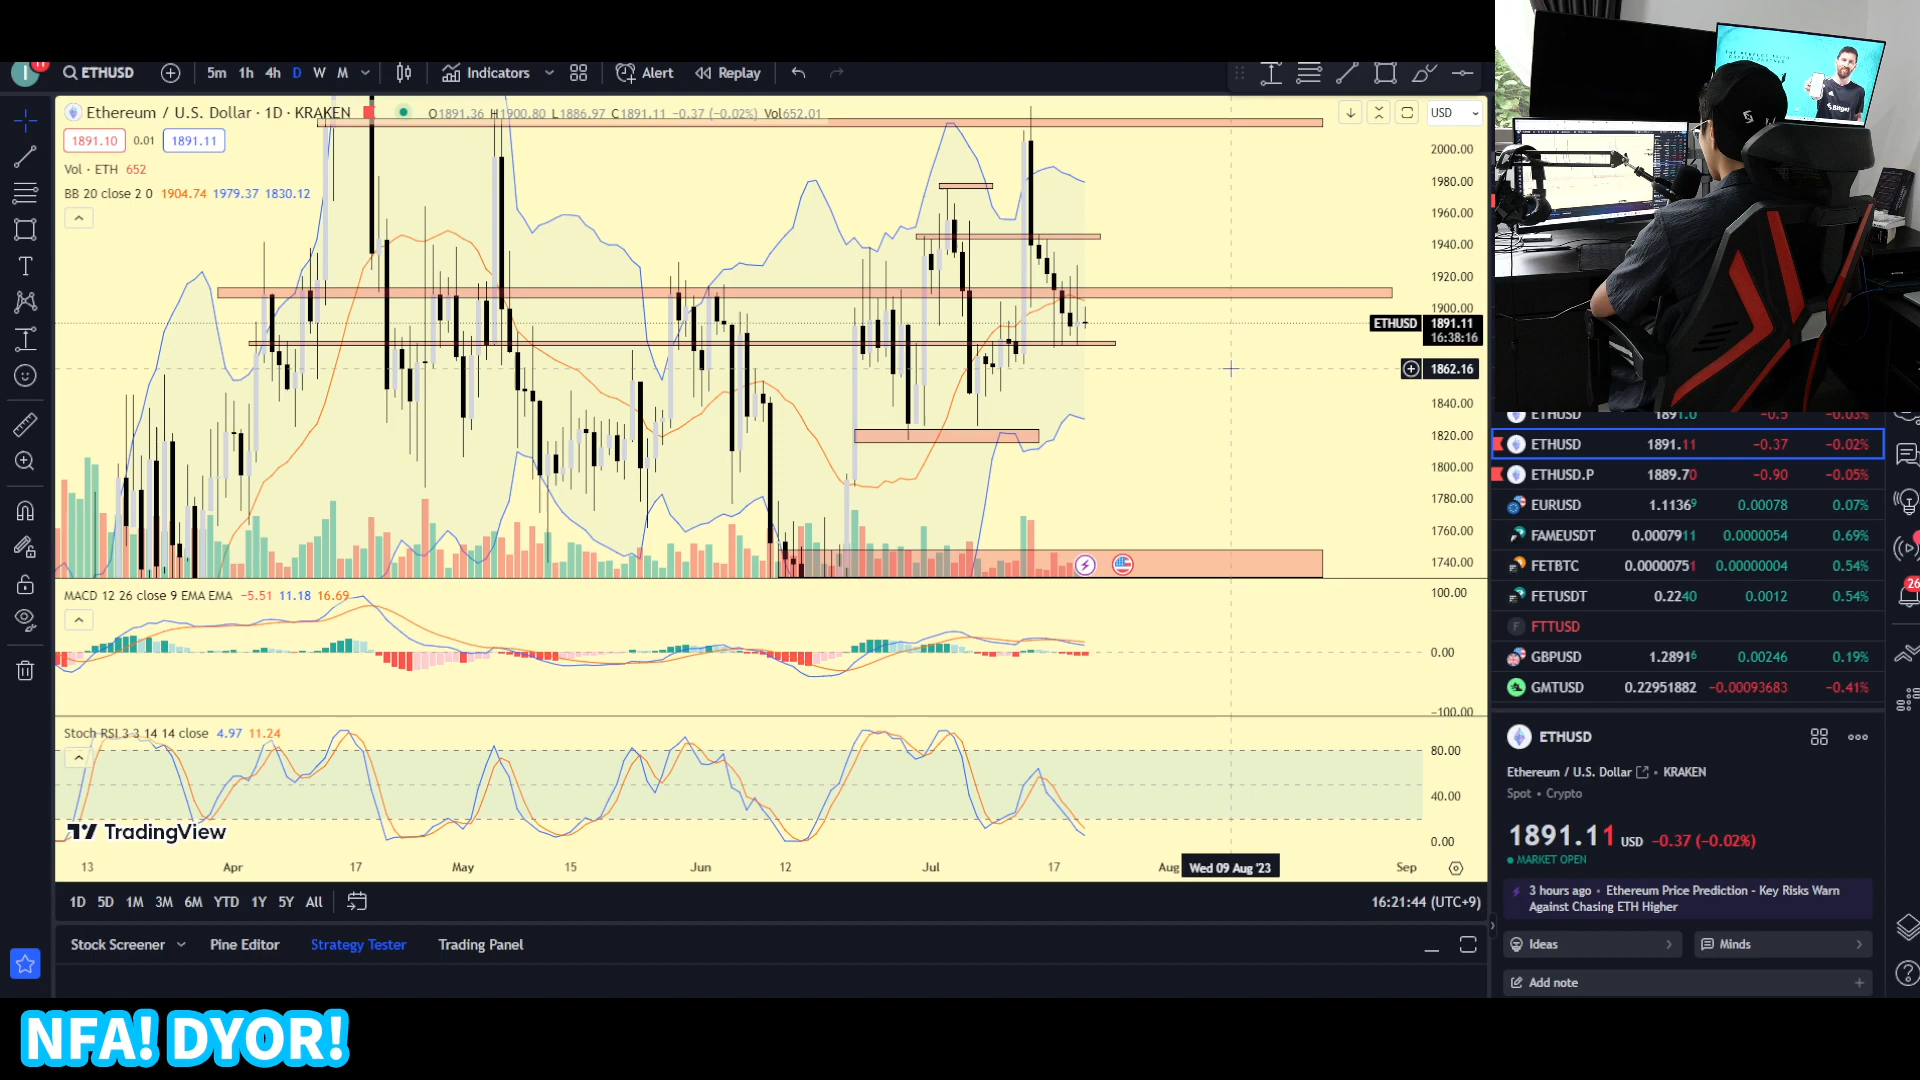 11
ETHUSD
5m 1h 4h D W M
Indicators
Alert
Replay
Ethereum / U.S. Dollar · 1D · KRAKEN
O1891.36 H1900.80 L1886.97 C1891.11 −0.37 (−0.02%) Vol652.01
USD
1891.10 0.01 1891.11
Vol · ETH 652
BB 20 close 2 0 1904.74 1979.37 1830.12
2000.00
1980.00
1960.00
1940.00
1920.00
1900.00
ETHUSD 1891.11
16:38:16
1862.16
1840.00
1820.00
1800.00
1780.00
1760.00
1740.00
MACD 12 26 close 9 EMA EMA −5.51 11.18 16.69
100.00
0.00
−100.00
Stoch RSI 3 3 14 14 close 4.97 11.24
80.00
40.00
0.00
TradingView
13 Apr 17 May 15 Jun 12 Jul 17 Aug Wed 09 Aug '23 Sep
1D 5D 1M 3M 6M YTD 1Y 5Y All
16:21:44 (UTC+9)
Stock Screener
Pine Editor
Strategy Tester
Trading Panel
Bitget
ETHUSD 1891.0 −0.5 −0.03%
ETHUSD 1891.11 −0.37 −0.02%
ETHUSD.P 1889.70 −0.90 −0.05%
EURUSD 1.11369 0.00078 0.07%
FAMEUSDT 0.0007911 0.0000054 0.69%
FETBTC 0.00000751 0.00000004 0.54%
FETUSDT 0.2240 0.0012 0.54%
F FTTUSD
GBPUSD 1.28916 0.00246 0.19%
GMTUSD 0.22951882 −0.00093683 −0.41%
26
ETHUSD
Ethereum / U.S. Dollar • KRAKEN
Spot • Crypto
1891.11 USD −0.37 (−0.02%)
MARKET OPEN
3 hours ago • Ethereum Price Prediction - Key Risks Warn
Against Chasing ETH Higher
Ideas
Minds
Add note
NFA! DYOR!